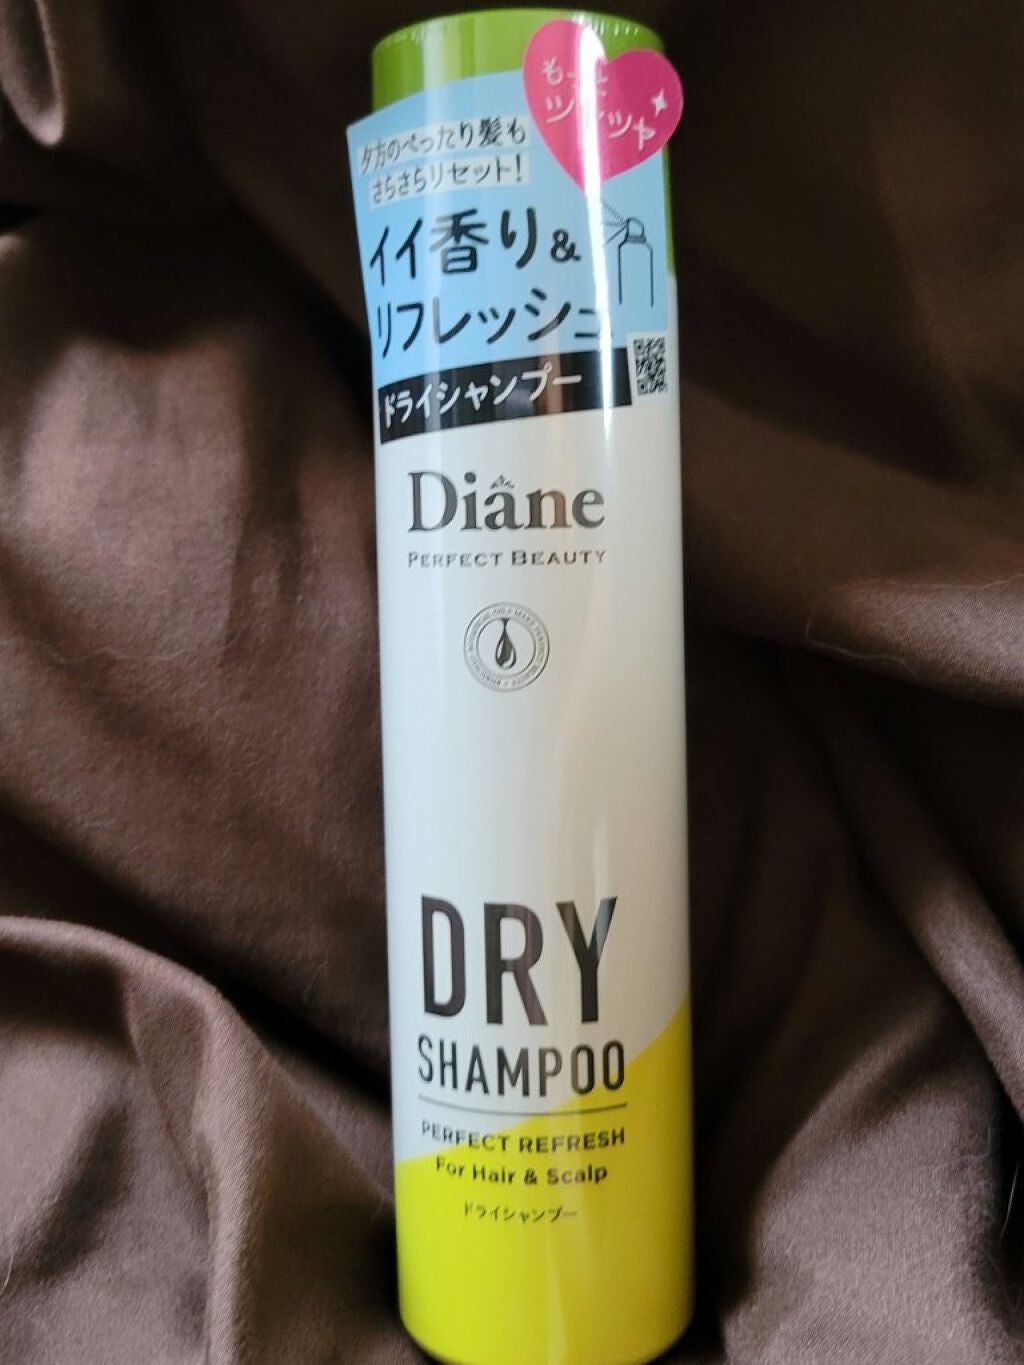 夕方のぺったり髪も
さらさらリセット!
イイ香り&
リフレッシュ
ドライシャンプー
Diane
PERFECT BEAUTY
DRY
SHAMPOO
PERFECT REFRESH
For Hair & Scalp
ドライシャンプー